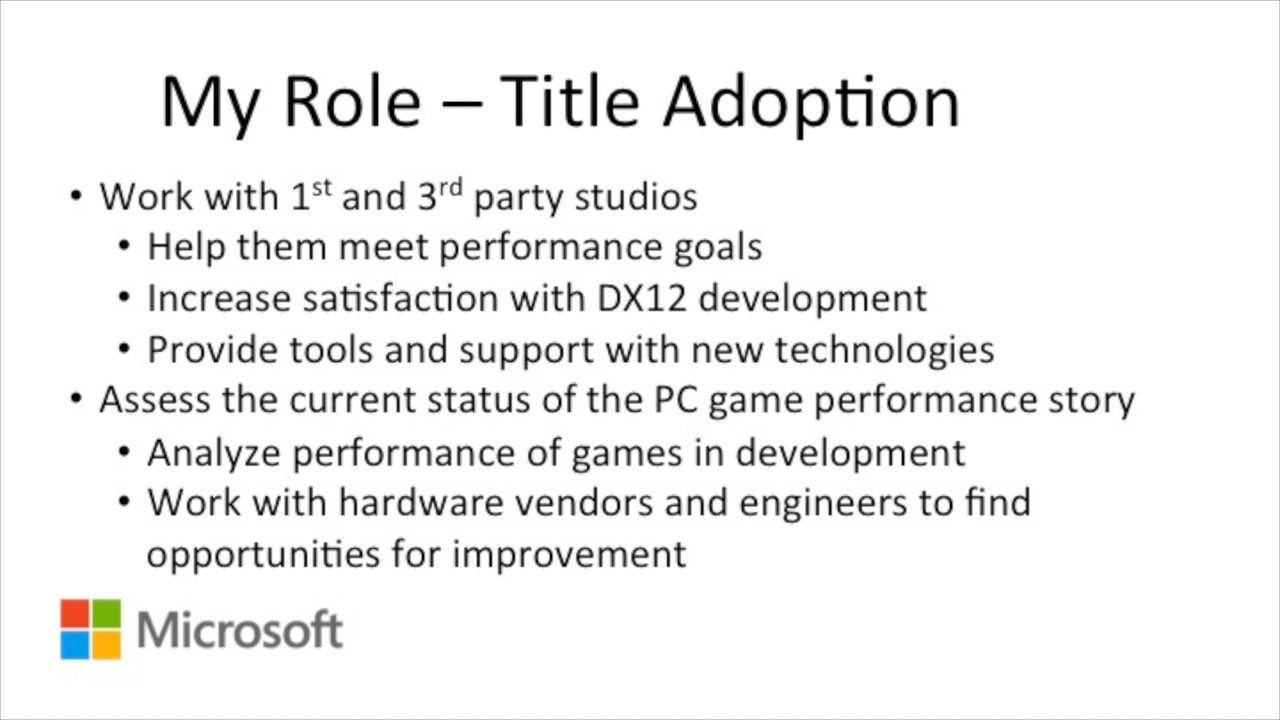 My Role – Title Adoption
• Work with 1st and 3rd party studios
• Help them meet performance goals
• Increase satisfaction with DX12 development
• Provide tools and support with new technologies
• Assess the current status of the PC game performance story
• Analyze performance of games in development
• Work with hardware vendors and engineers to find
opportunities for improvement
Microsoft